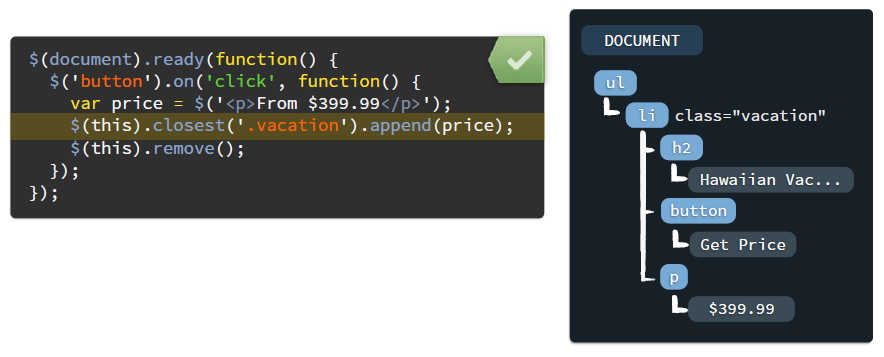 $(document).ready(function() {
  $('button').on('click', function() {
    var price = $('<p>From $399.99</p>');
    $(this).closest('.vacation').append(price);
    $(this).remove();
  });
});
DOCUMENT
ul
li class="vacation"
h2
Hawaiian Vac...
button
Get Price
p
$399.99